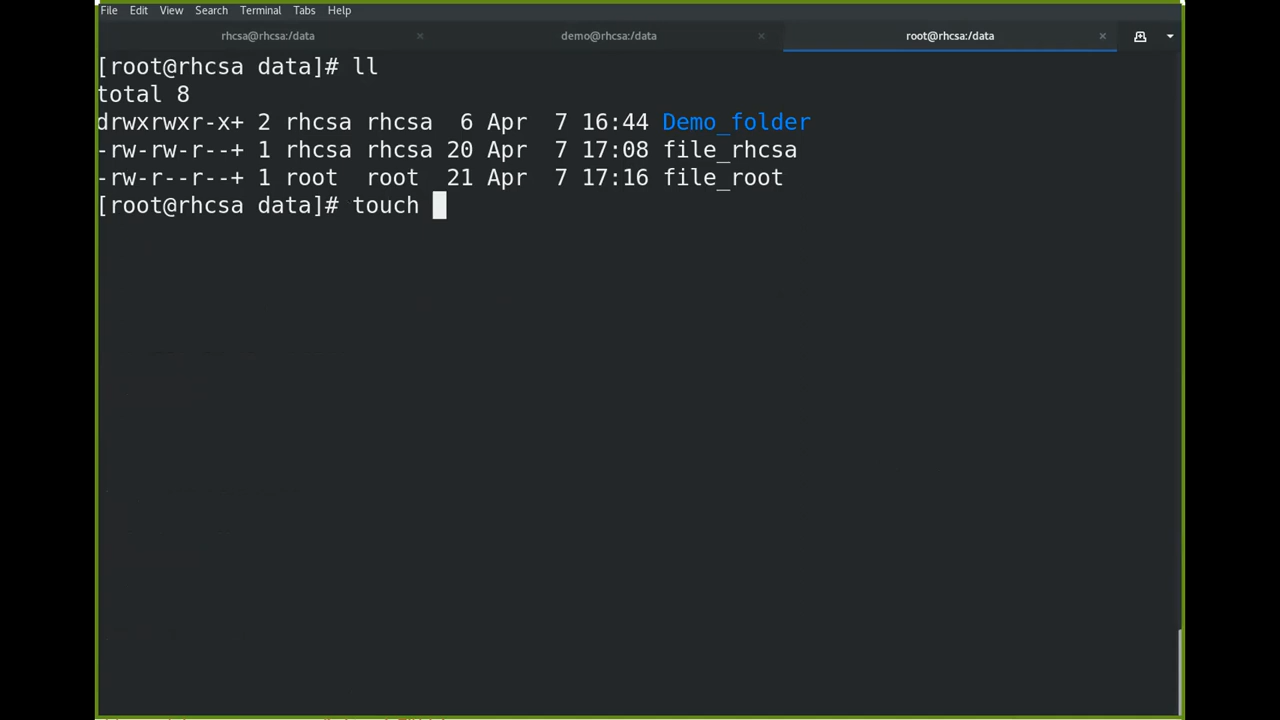 File Edit View Search Terminal Tabs Help
rhcsa@rhcsa:/data × demo@rhcsa:/data × root@rhcsa:/data ×
[root@rhcsa data]# ll
total 8
drwxrwxr-x+ 2 rhcsa rhcsa  6 Apr  7 16:44 Demo_folder
-rw-rw-r--+ 1 rhcsa rhcsa 20 Apr  7 17:08 file_rhcsa
-rw-r--r--+ 1 root  root  21 Apr  7 17:16 file_root
[root@rhcsa data]# touch